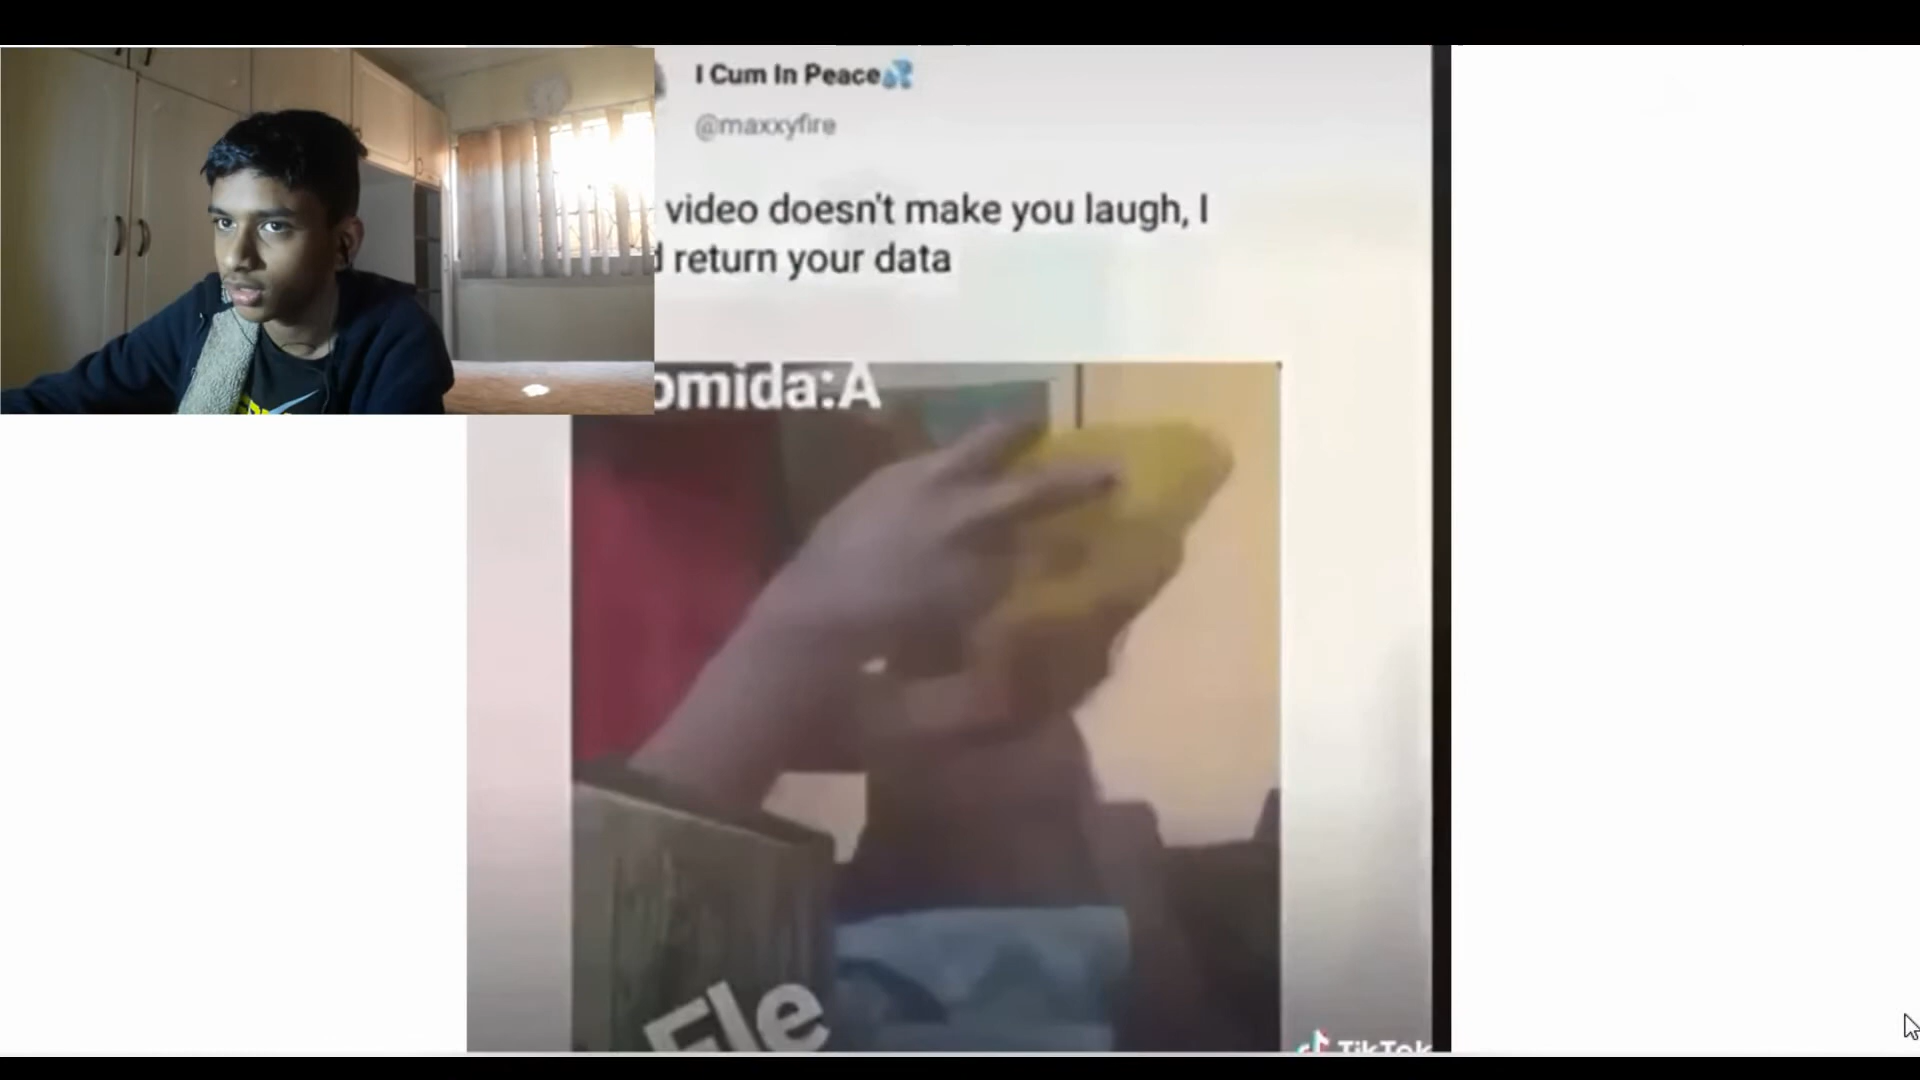 I Cum In Peace💦
@maxxyfire
video doesn't make you laugh, I
return your data
omida:A
Ele
TikTok